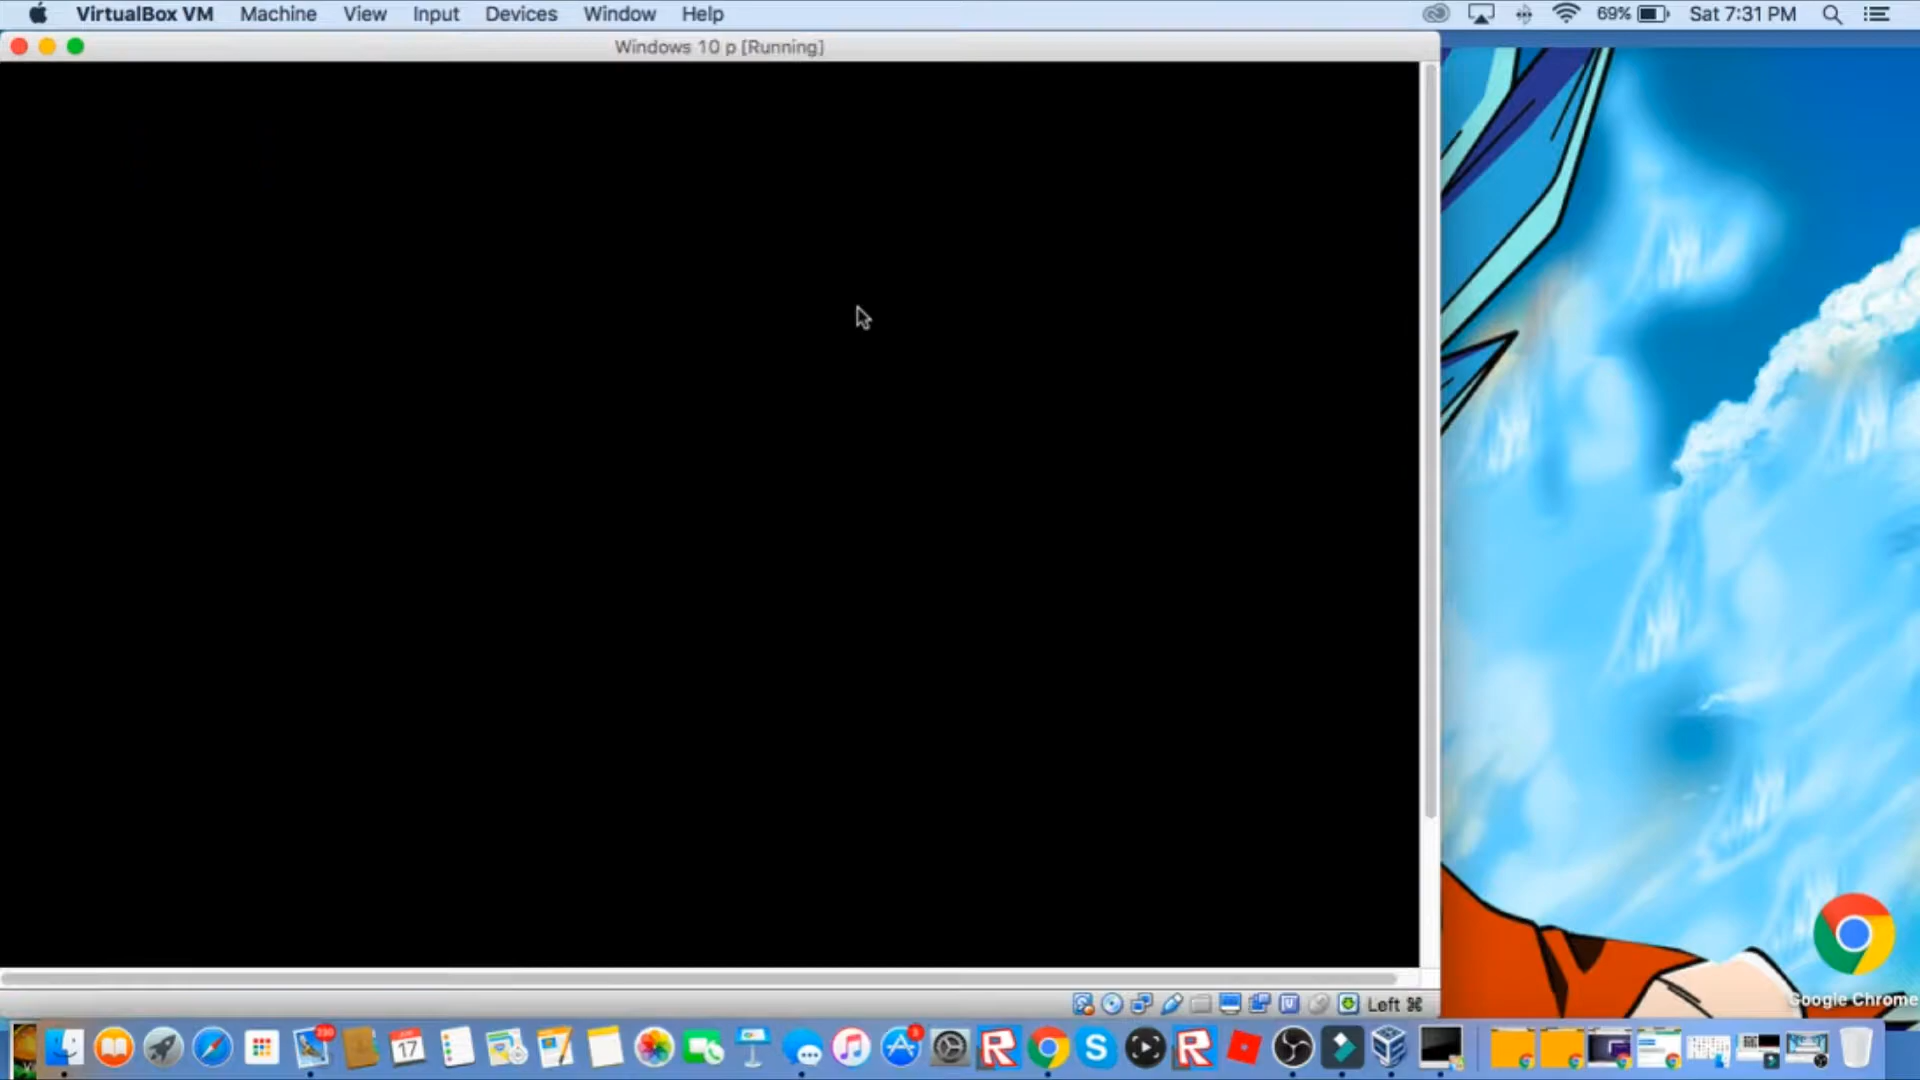 VirtualBox VM Machine View Input Devices Window Help 69% Sat 7:31 PM
Windows 10 p [Running]
Google Chrome
Left ⌘
17